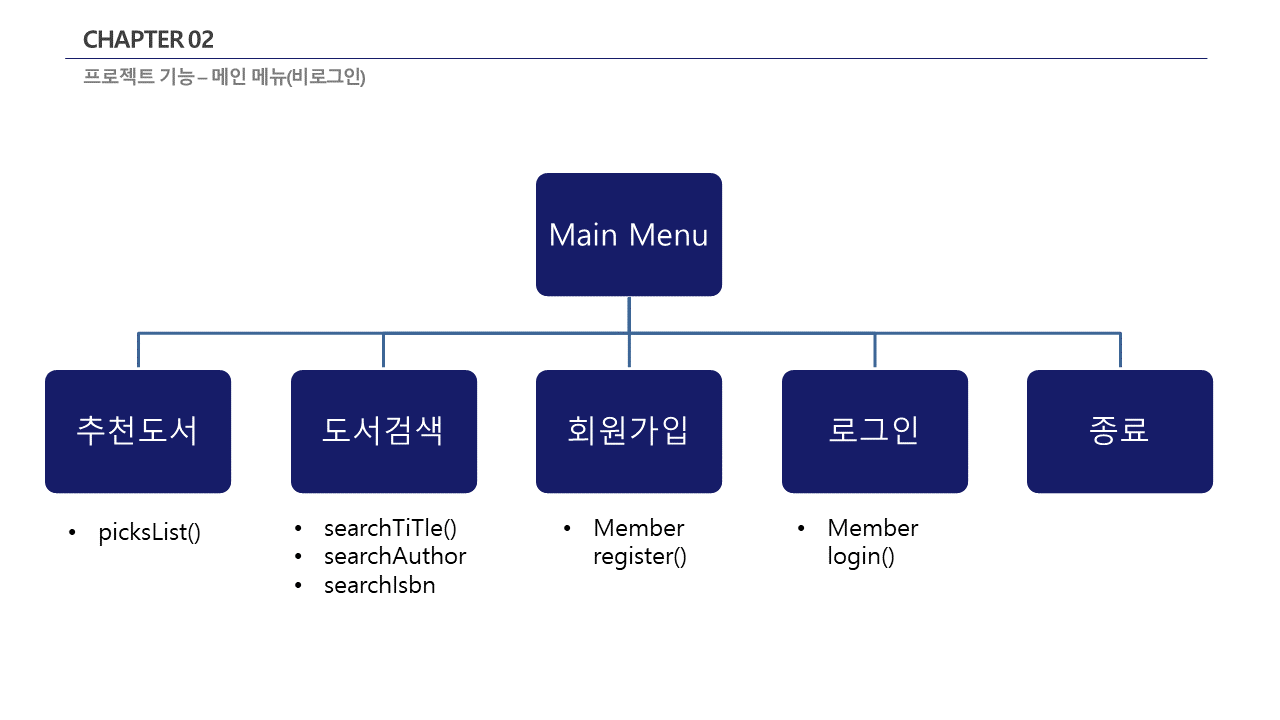 CHAPTER 02
프로젝트 기능 – 메인 메뉴(비로그인)
Main Menu
추천도서
도서검색
회원가입
로그인
종료
• picksList()
• searchTiTle()
• searchAuthor
• searchIsbn
• Member
register()
• Member
login()